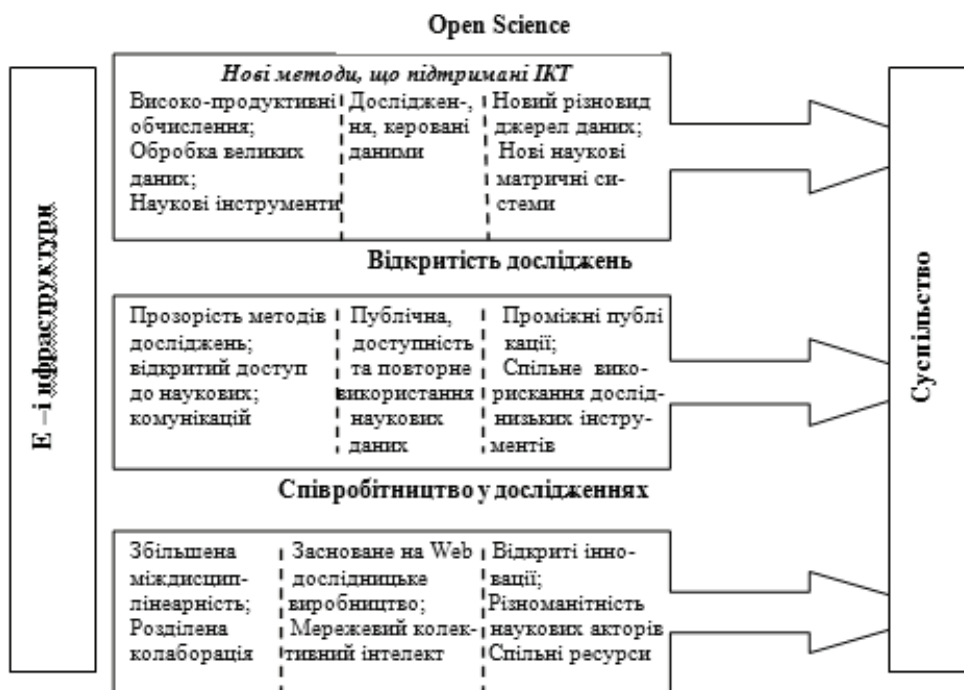 Open Science
Е –і нфраструктури
Нові методи, що підтримані ІКТ
Високо-продуктивні
обчислення;
Обробка великих
даних;
Наукові інструменти
Дослiджен-,
ня, керовані
даними
Новий різновид
джерел даних;
Нові наукові
матричні си-
стеми
Відкритість досліджень
Прозорість методів
досліджень;
відкритий доступ
до наукових;
комунікацій
Публічна,
доступність
та повторне
використання
наукових
даних
Проміжні публі
кації;
Спільне вико-
рискання дослід-
низьких інстру-
ментів
Співробітництво у дослідженнях
Збільшена
міждисцип-
лінеарність;
Розділена
колаборація
Засноване на Web
дослідницьке
виробництво;
Мережевий колек-
тивний інтелект
Відкриті інно-
вації;
Різноманітність
наукових акторів
Спільні ресурси
Суспільство